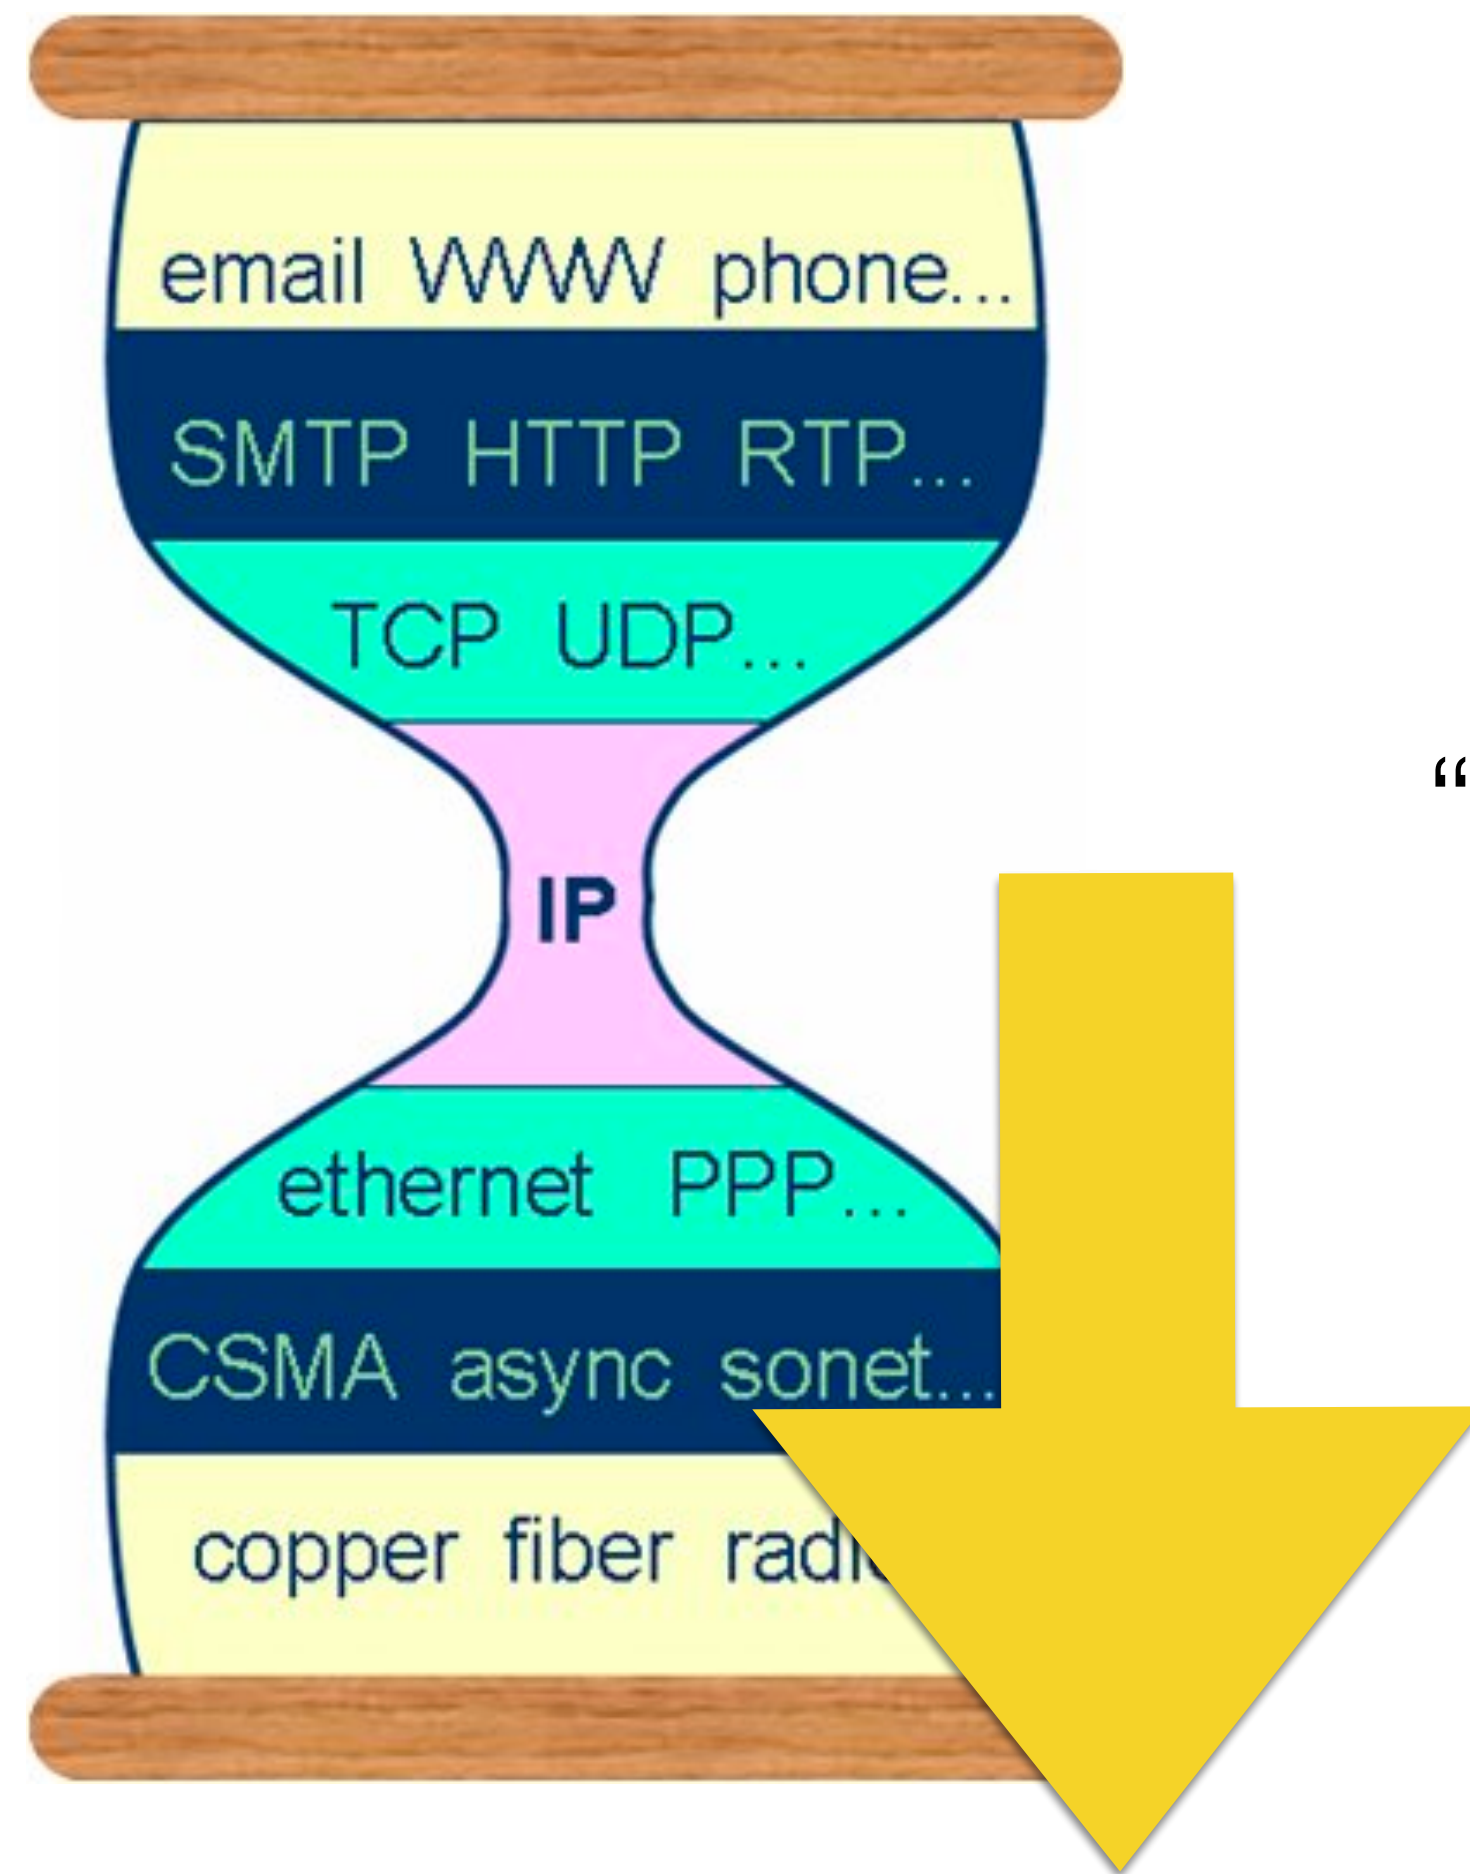 email WWW phone...
SMTP HTTP RTP...
TCP UDP...
“
IP
ethernet PPP...
CSMA async sonet...
copper fiber